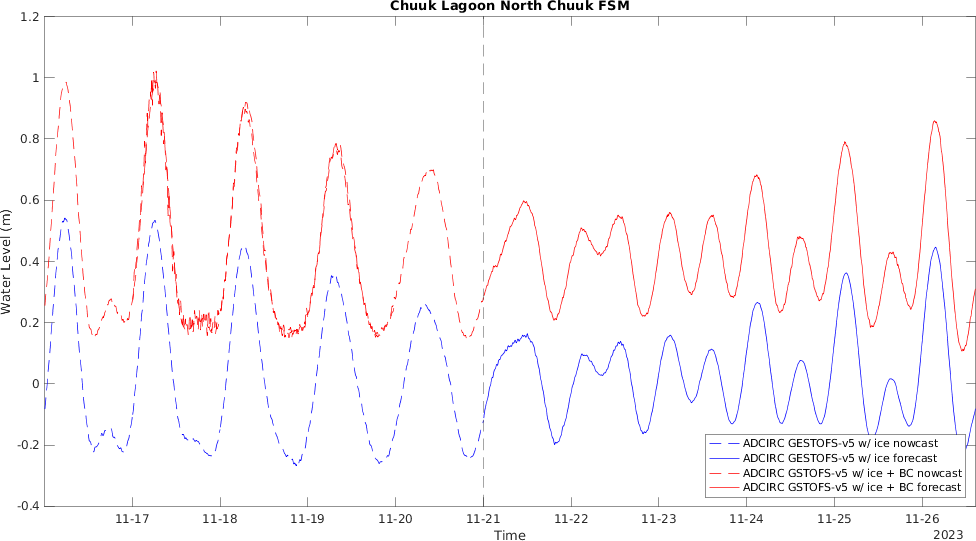 Chuuk Lagoon North Chuuk FSM
1.2
1
0.8
0.6
0.4
0.2
0
-0.2
-0.4
Water Level (m)
ADCIRC GESTOFS-v5 w/ ice nowcast
ADCIRC GESTOFS-v5 w/ ice forecast
ADCIRC GSTOFS-v5 w/ ice + BC nowcast
ADCIRC GSTOFS-v5 w/ ice + BC forecast
11-17 11-18 11-19 11-20 11-21 11-22 11-23 11-24 11-25 11-26
Time
2023